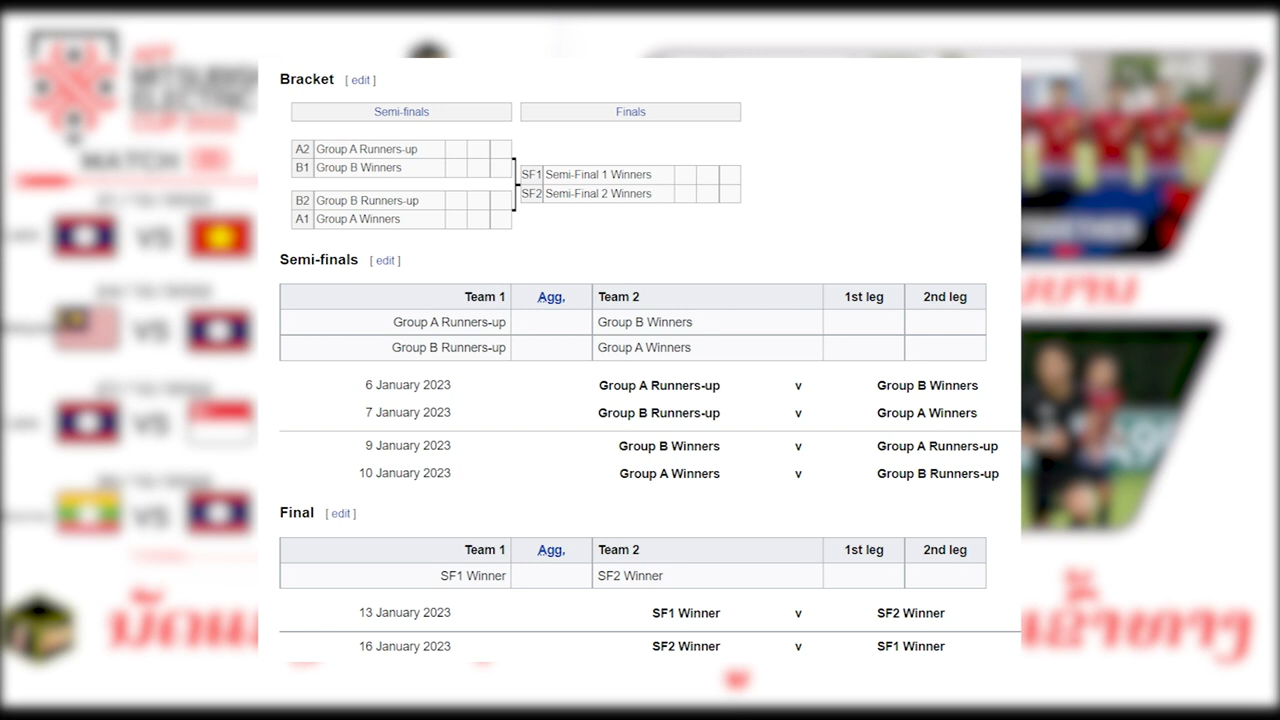 Bracket [ edit ]
Semi-finals Finals
A2 Group A Runners-up
B1 Group B Winners
SF1 Semi-Final 1 Winners
SF2 Semi-Final 2 Winners
B2 Group B Runners-up
A1 Group A Winners
Semi-finals [ edit ]
Team 1 Agg. Team 2 1st leg 2nd leg
Group A Runners-up Group B Winners
Group B Runners-up Group A Winners
6 January 2023 Group A Runners-up v Group B Winners
7 January 2023 Group B Runners-up v Group A Winners
9 January 2023 Group B Winners v Group A Runners-up
10 January 2023 Group A Winners v Group B Runners-up
Final [ edit ]
Team 1 Agg. Team 2 1st leg 2nd leg
SF1 Winner SF2 Winner
13 January 2023 SF1 Winner v SF2 Winner
16 January 2023 SF2 Winner v SF1 Winner
VS
VS
VS
VS
MATCH